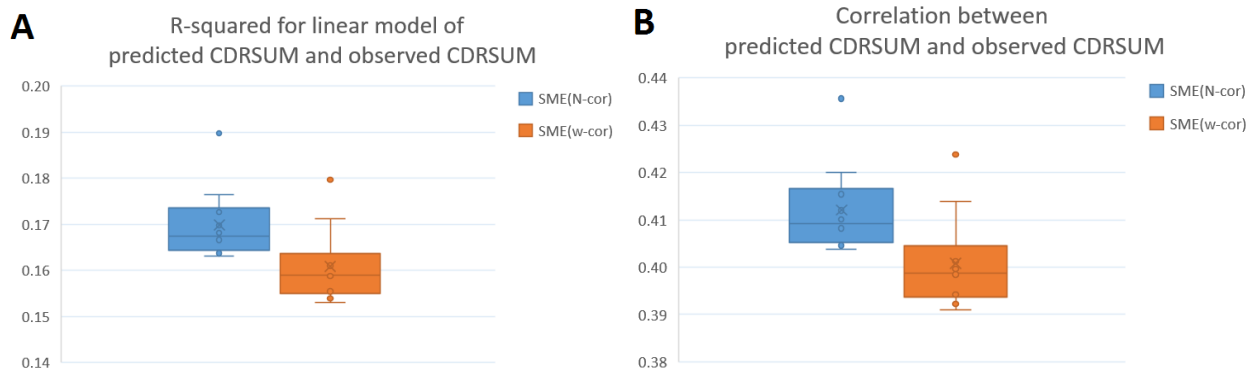 A
R-squared for linear model of
predicted CDRSUM and observed CDRSUM
0.20
0.19
0.18
0.17
0.16
0.15
0.14
SME(N-cor)
SME(w-cor)
B
Correlation between
predicted CDRSUM and observed CDRSUM
0.44
0.43
0.42
0.41
0.40
0.39
0.38
SME(N-cor)
SME(w-cor)